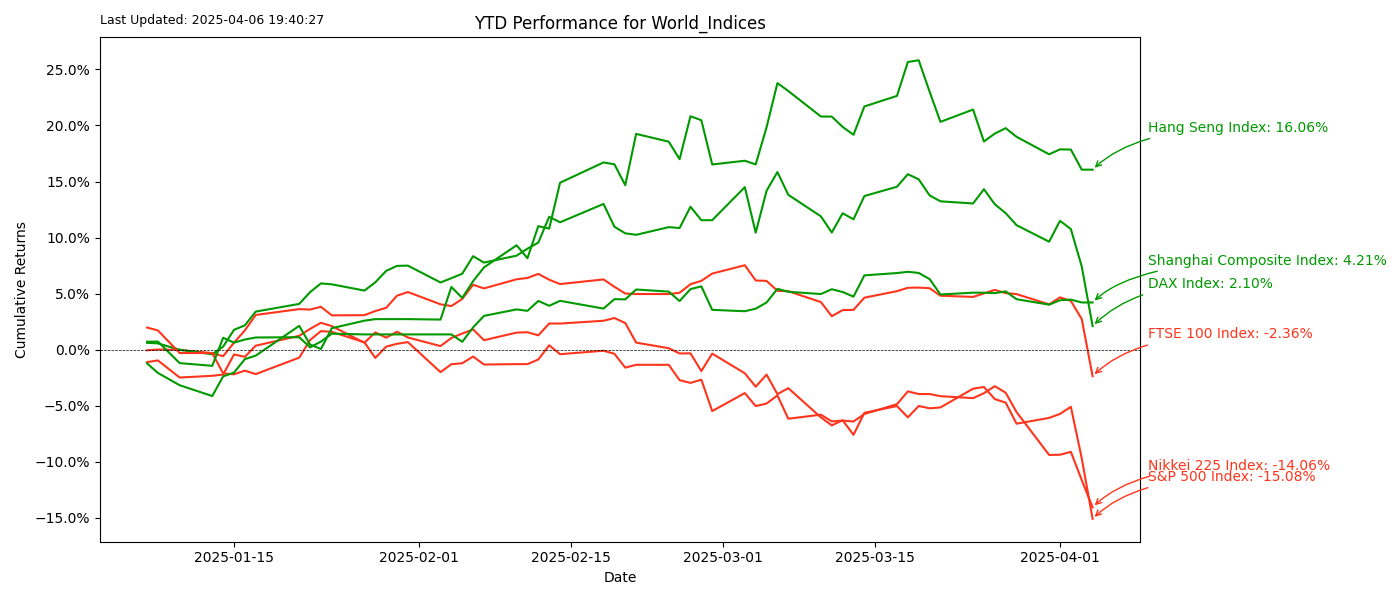 Last Updated: 2025-04-06 19:40:27
YTD Performance for World_Indices
25.0%
20.0%
15.0%
10.0%
5.0%
0.0%
−5.0%
−10.0%
−15.0%
Cumulative Returns
Hang Seng Index: 16.06%
Shanghai Composite Index: 4.21%
DAX Index: 2.10%
FTSE 100 Index: -2.36%
Nikkei 225 Index: -14.06%
S&P 500 Index: -15.08%
2025-01-15
2025-02-01
2025-02-15
2025-03-01
2025-03-15
2025-04-01
Date